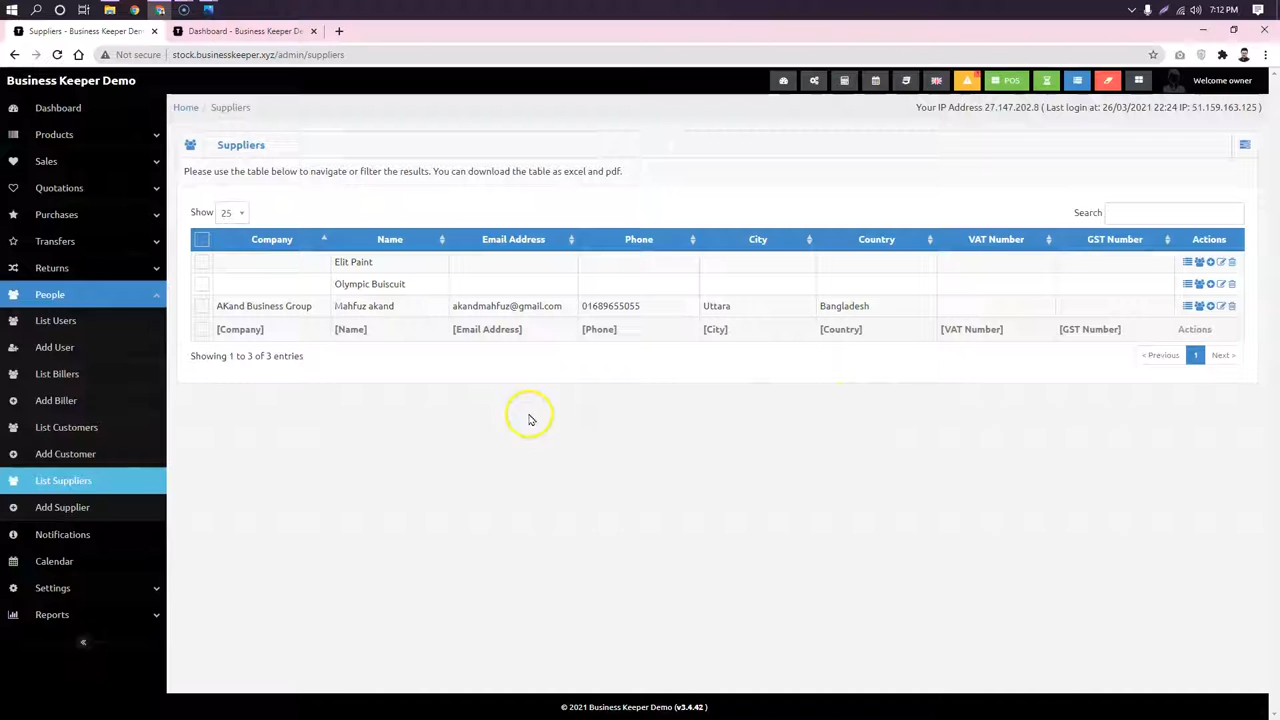 7:12 PM
Suppliers - Business Keeper Dem
Dashboard - Business Keeper De
Not secure
stock.businesskeeper.xyz/admin/suppliers
Business Keeper Demo
POS
Welcome owner
Dashboard
Products
Sales
Quotations
Purchases
Transfers
Returns
People
List Users
Add User
List Billers
Add Biller
List Customers
Add Customer
List Suppliers
Add Supplier
Notifications
Calendar
Settings
Reports
Home / Suppliers
Your IP Address 27.147.202.8 ( Last login at: 26/03/2021 22:24 IP: 51.159.163.125 )
Suppliers
Please use the table below to navigate or filter the results. You can download the table as excel and pdf.
Show 25
Search
Company Name Email Address Phone City Country VAT Number GST Number Actions
Elit Paint
Olympic Buiscuit
AKand Business Group Mahfuz akand akandmahfuz@gmail.com 01689655055 Uttara Bangladesh
[Company] [Name] [Email Address] [Phone] [City] [Country] [VAT Number] [GST Number] Actions
Showing 1 to 3 of 3 entries
< Previous 1 Next >
© 2021 Business Keeper Demo (v3.4.42 )